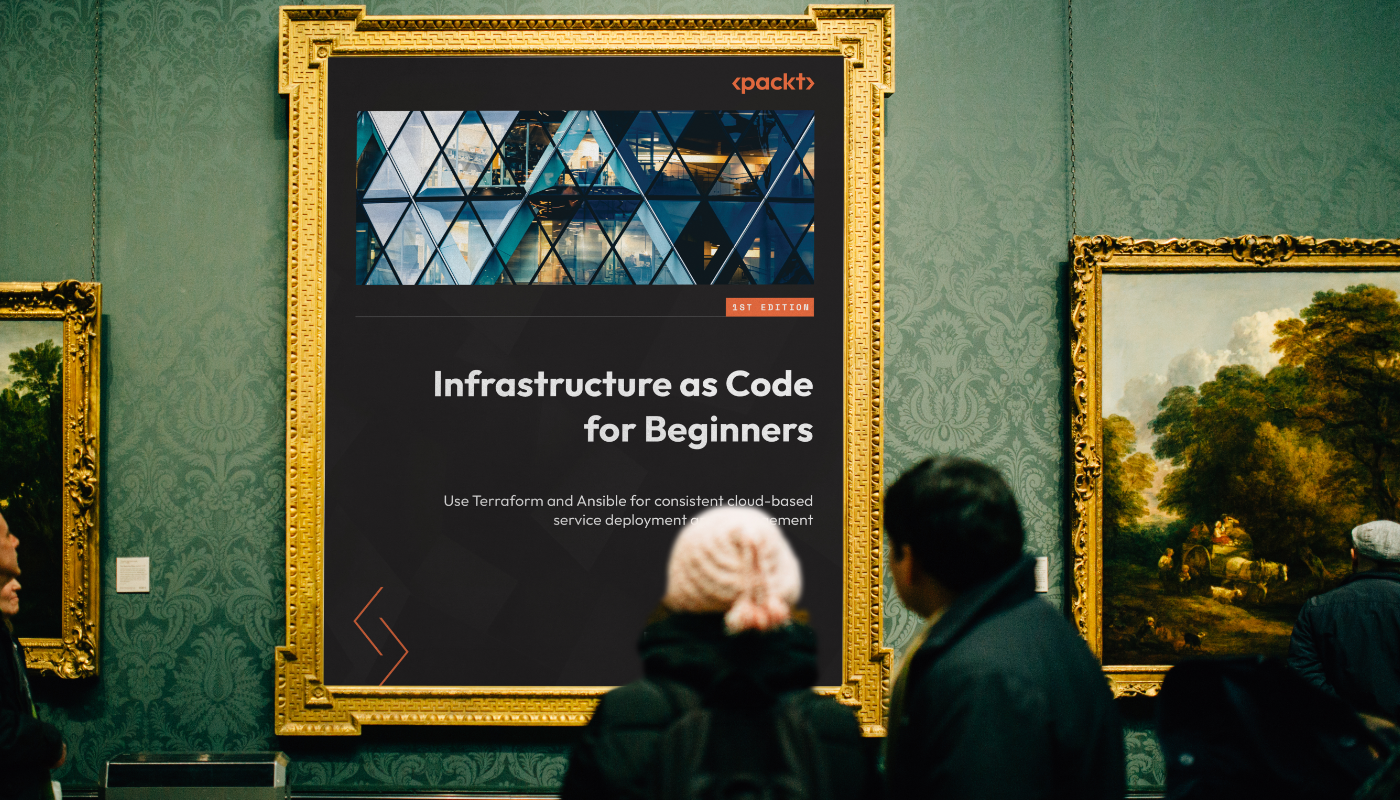 <packt>
1ST EDITION
Infrastructure as Code
for Beginners
Use Terraform and Ansible for consistent cloud-based
service deployment